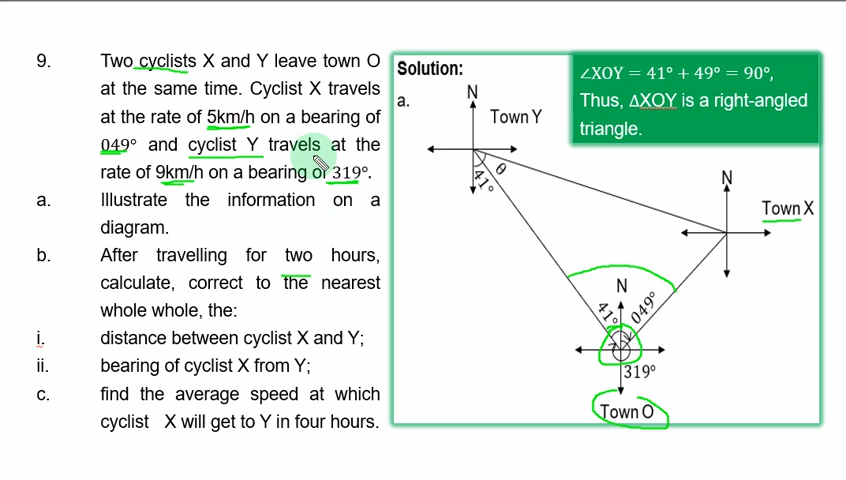 9. Two cyclists X and Y leave town O
at the same time. Cyclist X travels
at the rate of 5km/h on a bearing of
049° and cyclist Y travels at the
rate of 9km/h on a bearing of 319°.
a. Illustrate the information on a
diagram.
b. After travelling for two hours,
calculate, correct to the nearest
whole whole, the:
i. distance between cyclist X and Y;
ii. bearing of cyclist X from Y;
c. find the average speed at which
cyclist X will get to Y in four hours.
Solution:
a.
∠XOY = 41° + 49° = 90°,
Thus, ΔXOY is a right-angled
triangle.
N
Town Y
θ
41°
N
Town X
N
41°
049°
319°
Town O